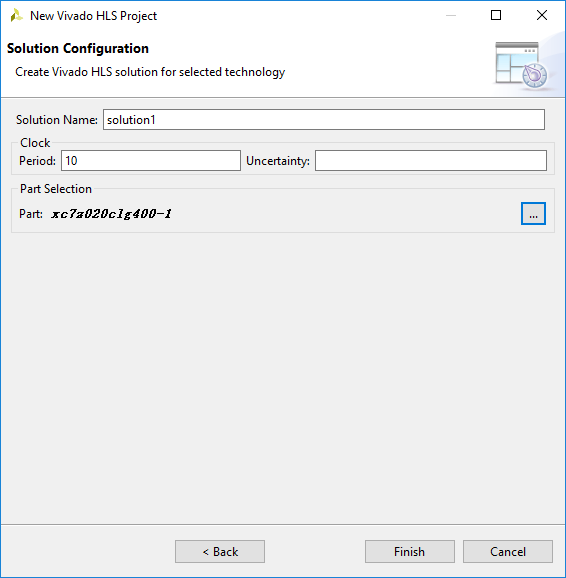 New Vivado HLS Project
Solution Configuration
Create Vivado HLS solution for selected technology
Solution Name: solution1
Clock
Period: 10 Uncertainty:
Part Selection
Part: xc7z020clg400-1 ...
< Back Finish Cancel